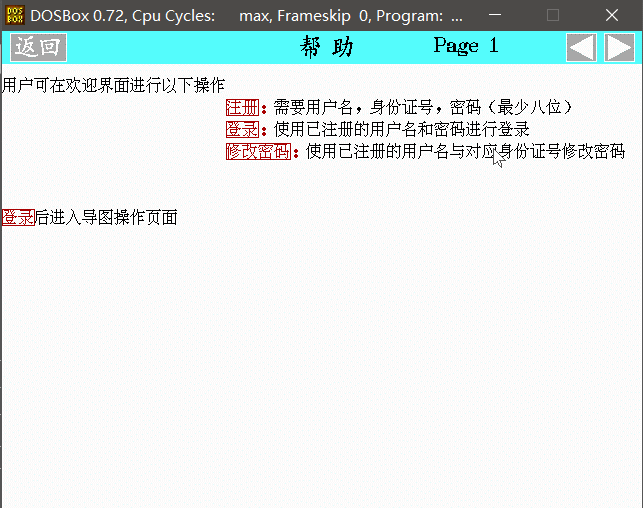 DOSBox 0.72, Cpu Cycles: max, Frameskip 0, Program: ...
返回 帮 助 Page 1
用户可在欢迎界面进行以下操作
注册：需要用户名，身份证号，密码（最少八位）
登录：使用已注册的用户名和密码进行登录
修改密码：使用已注册的用户名与对应身份证号修改密码
登录后进入导图操作页面